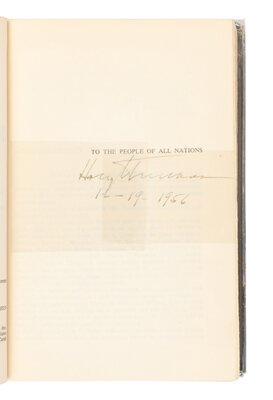 TO THE PEOPLE OF ALL NATIONS
Harry Truman
12-19-1956